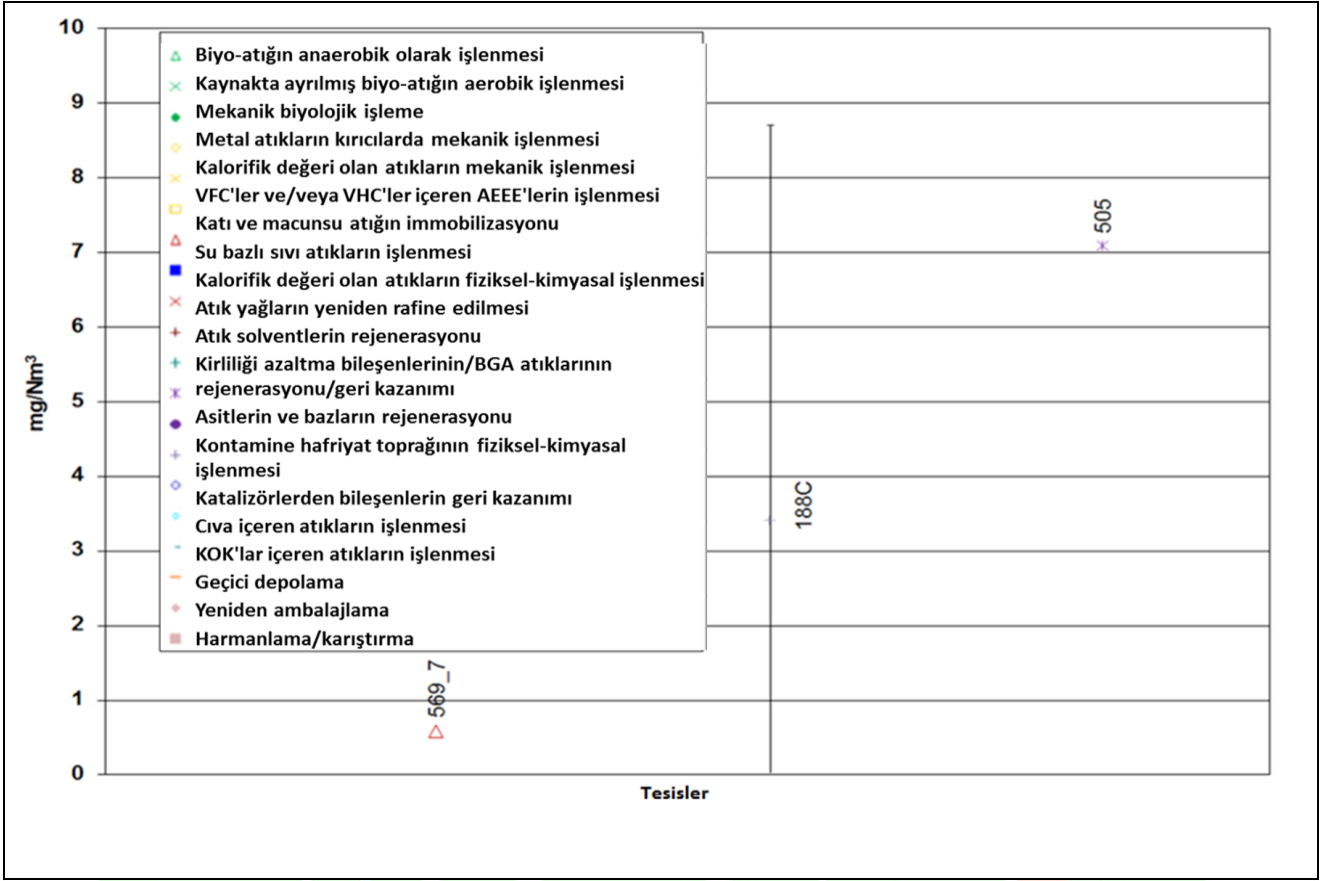 10
9
8
7
6
5
4
3
2
1
0
mg/Nm³
Biyo-atığın anaerobik olarak işlenmesi
Kaynakta ayrılmış biyo-atığın aerobik işlenmesi
Mekanik biyolojik işleme
Metal atıkların kırıcılarda mekanik işlenmesi
Kalorifik değeri olan atıkların mekanik işlenmesi
VFC'ler ve/veya VHC'ler içeren AEEE'lerin işlenmesi
Katı ve macunsu atığın immobilizasyonu
Su bazlı sıvı atıkların işlenmesi
Kalorifik değeri olan atıkların fiziksel-kimyasal işlenmesi
Atık yağların yeniden rafine edilmesi
Atık solventlerin rejenerasyonu
Kirliliği azaltma bileşenlerinin/BGA atıklarının
rejenerasyonu/geri kazanımı
Asitlerin ve bazların rejenerasyonu
Kontamine hafriyat toprağının fiziksel-kimyasal
işlenmesi
Katalizörlerden bileşenlerin geri kazanımı
Cıva içeren atıkların işlenmesi
KOK'lar içeren atıkların işlenmesi
Geçici depolama
Yeniden ambalajlama
Harmanlama/karıştırma
569_7
188C
505
Tesisler